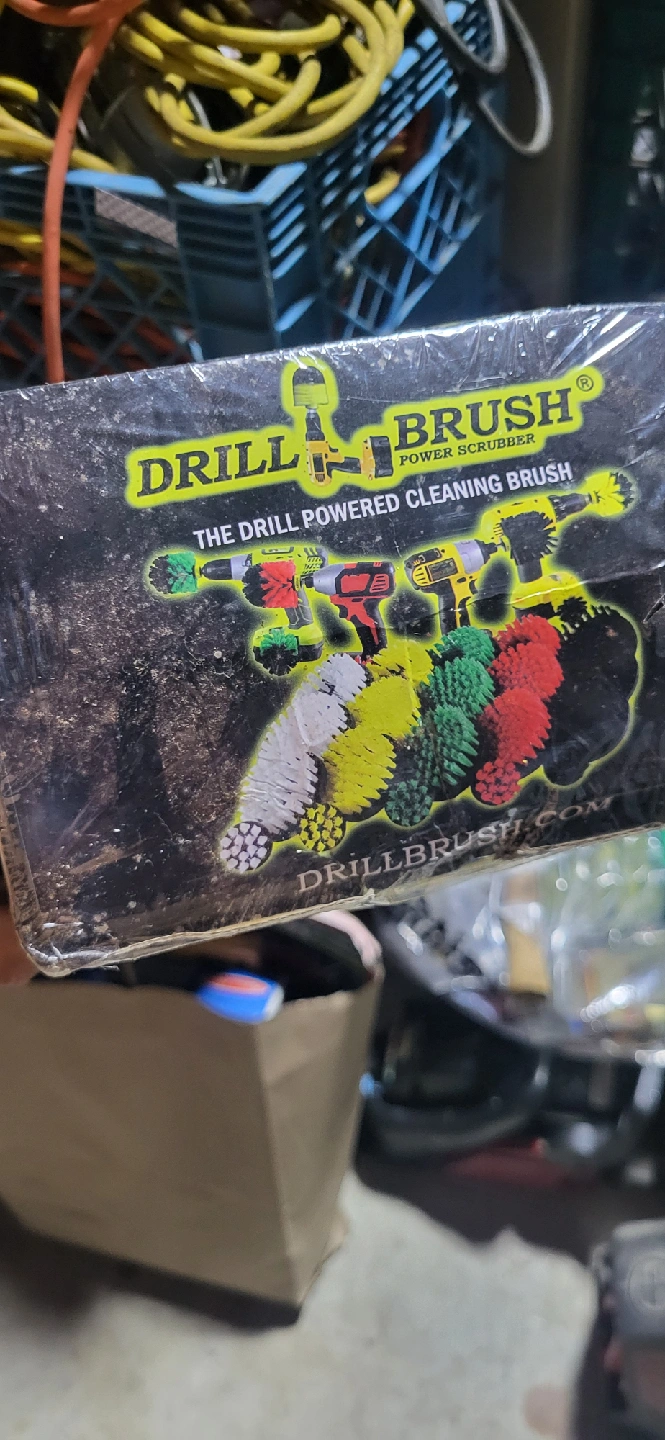 DRILL BRUSH®
POWER SCRUBBER
THE DRILL POWERED CLEANING BRUSH
DRILLBRUSH.COM